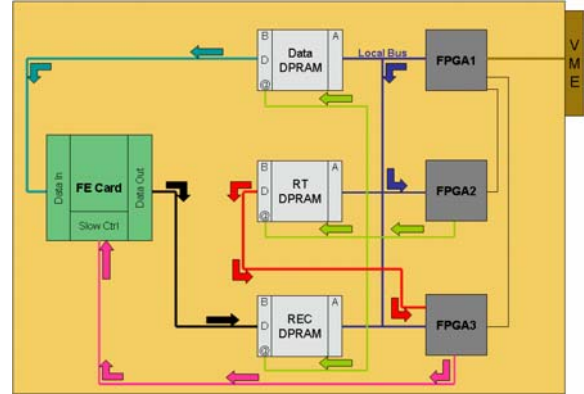 B
A
Data
DPRAM
D
@
Local Bus
FPGA1
VME
Data In
FE Card
Data Out
Slow Ctrl
B
A
RT
DPRAM
D
@
FPGA2
B
A
REC
DPRAM
D
@
FPGA3